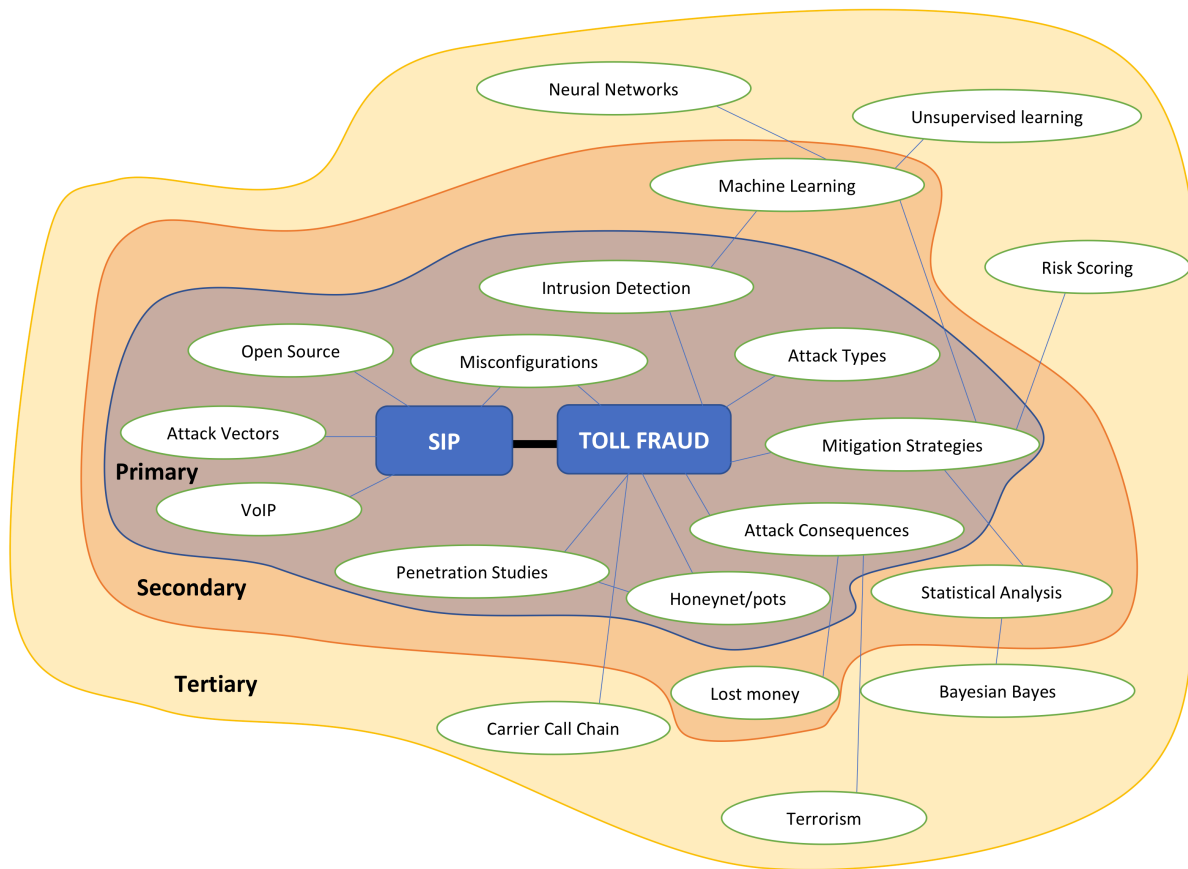 Neural Networks
Unsupervised learning
Machine Learning
Risk Scoring
Intrusion Detection
Open Source
Misconfigurations
Attack Types
Attack Vectors
SIP
TOLL FRAUD
Mitigation Strategies
Primary
VoIP
Attack Consequences
Penetration Studies
Secondary
Honeynet/pots
Statistical Analysis
Tertiary
Lost money
Bayesian Bayes
Carrier Call Chain
Terrorism